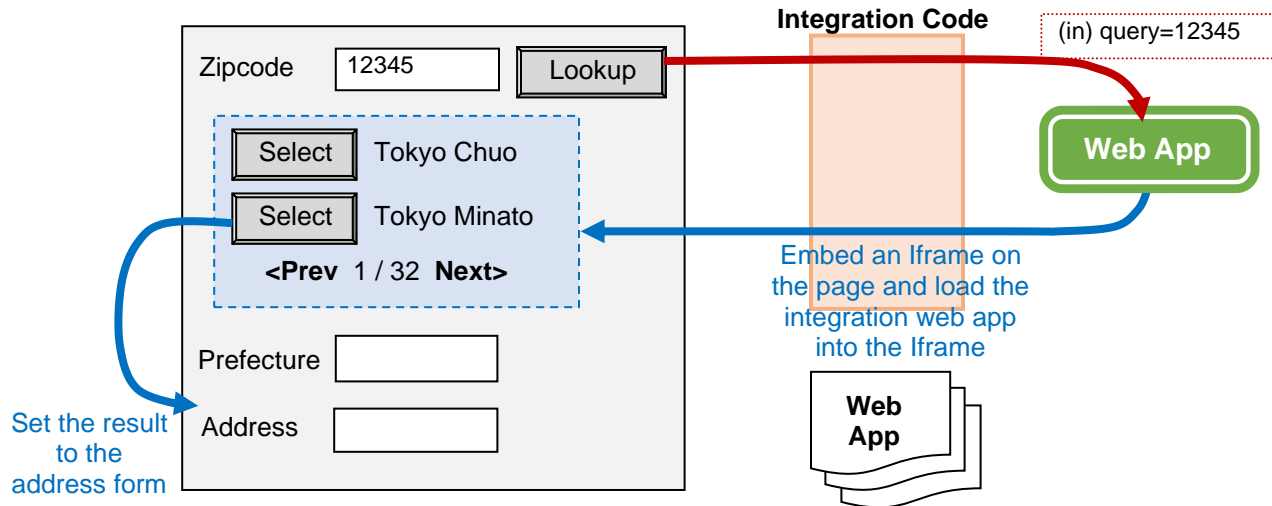 Integration Code
(in) query=12345
Zipcode 12345 Lookup
Web App
Select Tokyo Chuo
Select Tokyo Minato
<Prev 1 / 32 Next>
Embed an Iframe on
the page and load the
integration web app
into the Iframe
Prefecture
Address
Set the result
to the
address form
Web
App